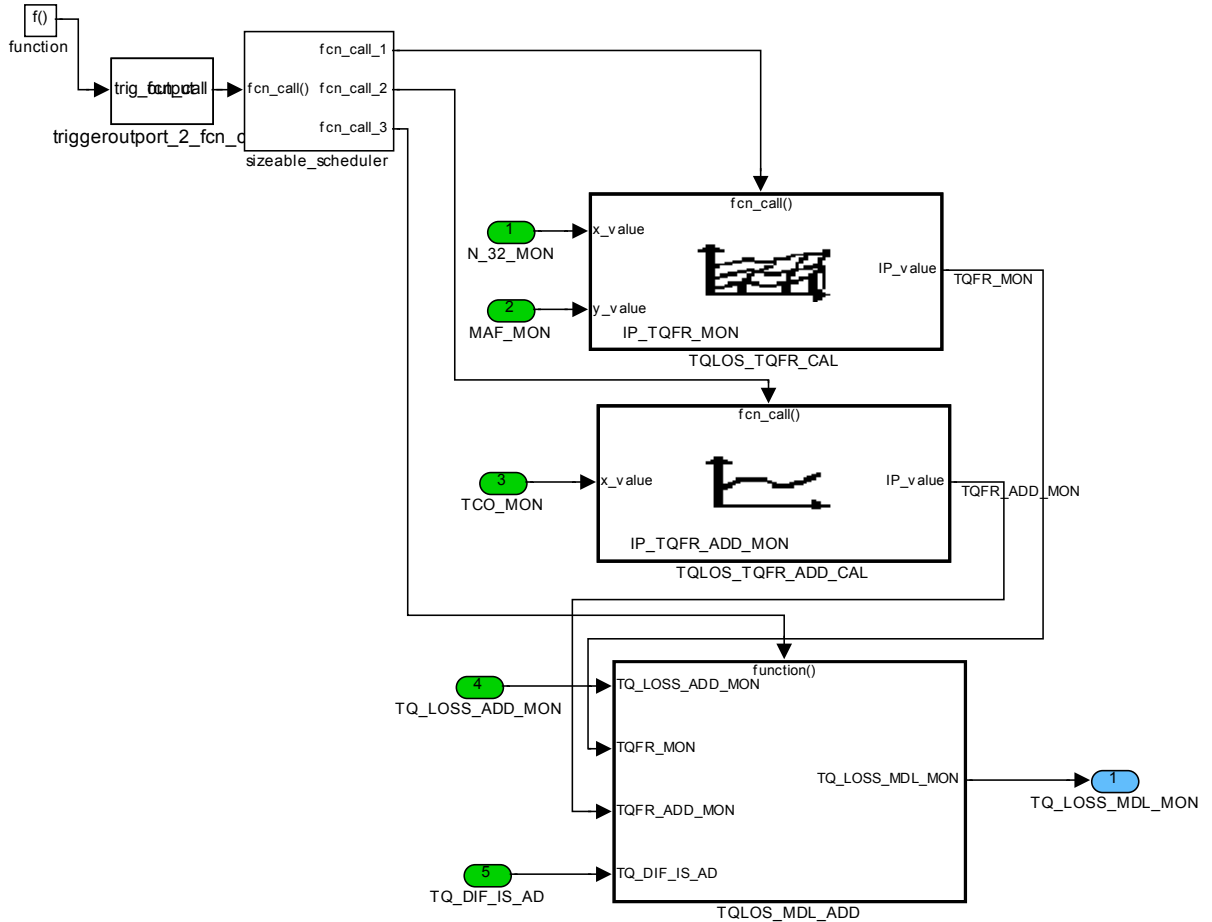 f()
function
trig_output
fcn_call
triggeroutport_2_fcn_c
fcn_call()
fcn_call_1
fcn_call_2
fcn_call_3
sizeable_scheduler
fcn_call()
1
N_32_MON
x_value
2
MAF_MON
y_value
IP_value
TQFR_MON
IP_TQFR_MON
TQLOS_TQFR_CAL
fcn_call()
3
TCO_MON
x_value
IP_value
TQFR_ADD_MON
IP_TQFR_ADD_MON
TQLOS_TQFR_ADD_CAL
function()
4
TQ_LOSS_ADD_MON
TQ_LOSS_ADD_MON
TQFR_MON
TQFR_ADD_MON
5
TQ_DIF_IS_AD
TQ_DIF_IS_AD
TQ_LOSS_MDL_MON
1
TQ_LOSS_MDL_MON
TQLOS_MDL_ADD